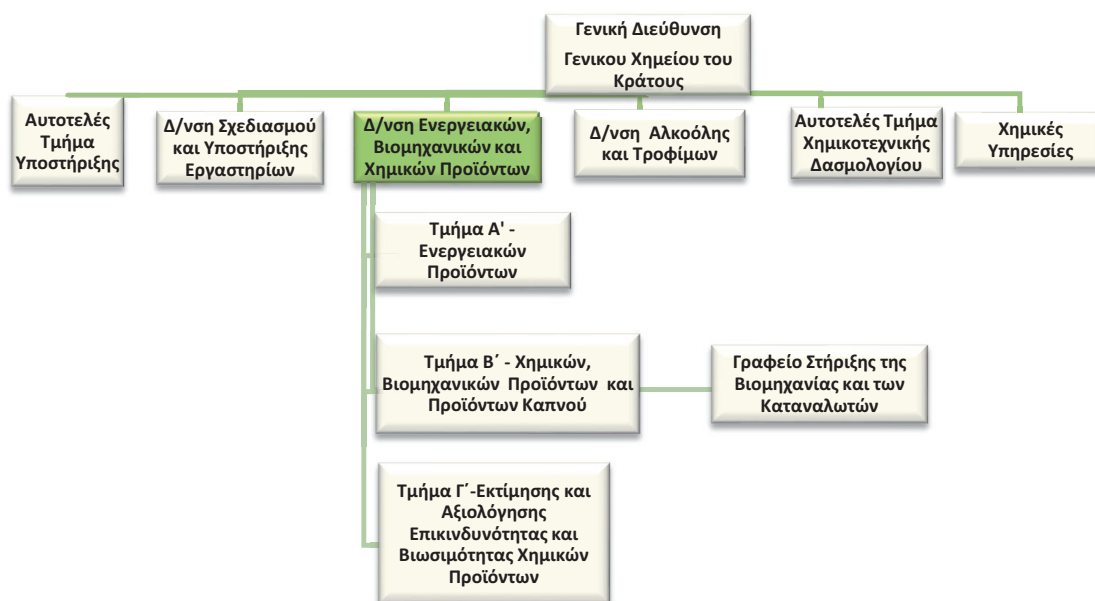 Γενική Διεύθυνση
Γενικου Χημείου του
Κράτους
Αυτοτελές
Τμήμα
Υποστήριξης
Δ/νση Σχεδιασμού
και Υποστήριξης
Εργαστηρίων
Δ/νση Ενεργειακών,
Βιομηχανικών και
Χημικών Προϊόντων
Δ/νση Αλκοόλης
και Τροφίμων
Αυτοτελές Τμήμα
Χημικοτεχνικής
Δασμολογίου
Χημικές
Υπηρεσίες
Τμήμα Α' -
Ενεργειακών
Προϊόντων
Τμήμα Β΄ - Χημικών,
Βιομηχανικών Προϊόντων και
Προϊόντων Καπνού
Γραφείο Στήριξης της
Βιομηχανίας και των
Καταναλωτών
Τμήμα Γ΄-Εκτίμησης και
Αξιολόγησης
Επικινδυνότητας και
Βιωσιμότητας Χημικών
Προϊόντων